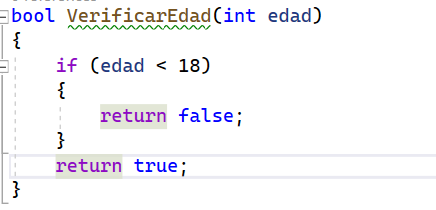 bool VerificarEdad(int edad)
{
if (edad < 18)
{
return false;
}
return true;
}